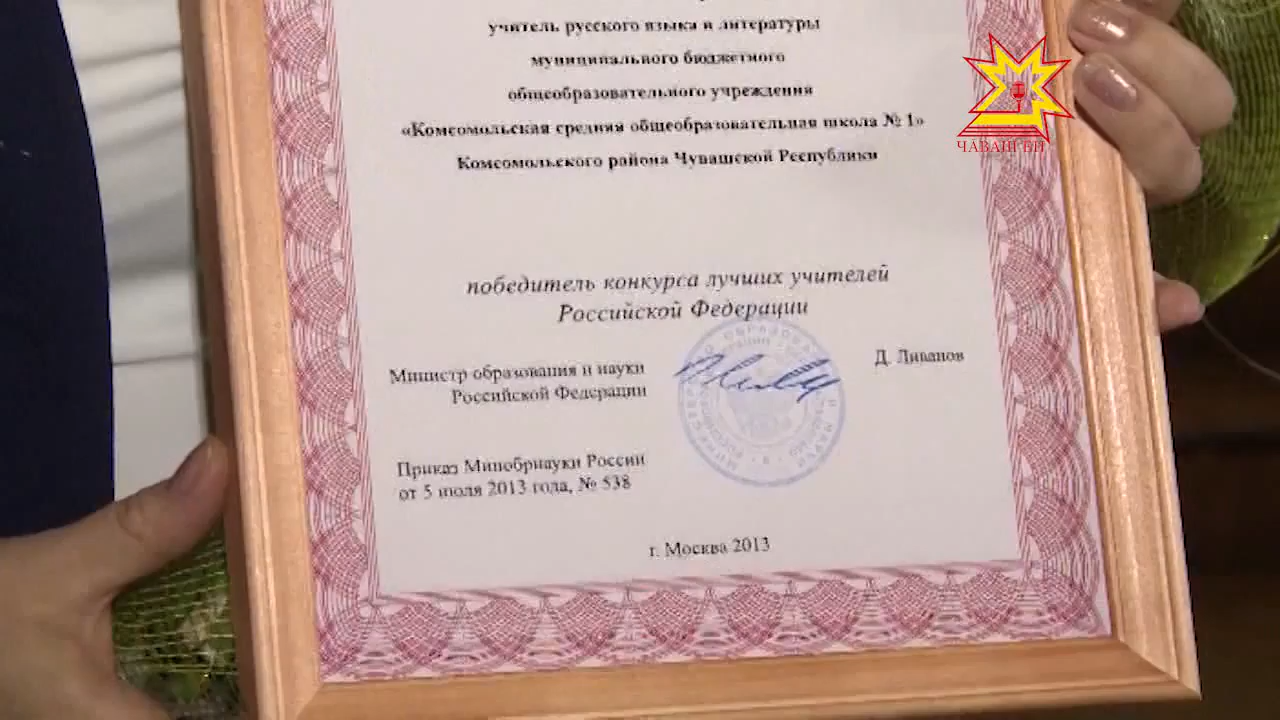 учитель русского языка и литературы
муниципального бюджетного
общеобразовательного учреждения
«Комсомольская средняя общеобразовательная школа № 1»
Комсомольского района Чувашской Республики
ЧĂВАШ ЕН
победитель конкурса лучших учителей
Российской Федерации
Министр образования и науки
Российской Федерации
Д. Ливанов
Приказ Минобрнауки России
от 5 июля 2013 года, № 538
г. Москва 2013